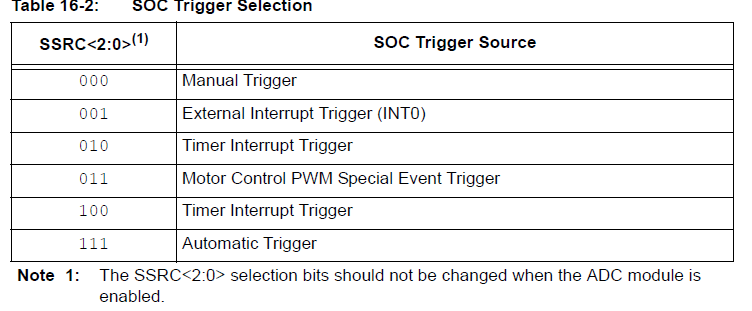 Table 16-2: SOC Trigger Selection
SSRC<2:0>(1) SOC Trigger Source
000 Manual Trigger
001 External Interrupt Trigger (INT0)
010 Timer Interrupt Trigger
011 Motor Control PWM Special Event Trigger
100 Timer Interrupt Trigger
111 Automatic Trigger
Note 1: The SSRC<2:0> selection bits should not be changed when the ADC module is
enabled.